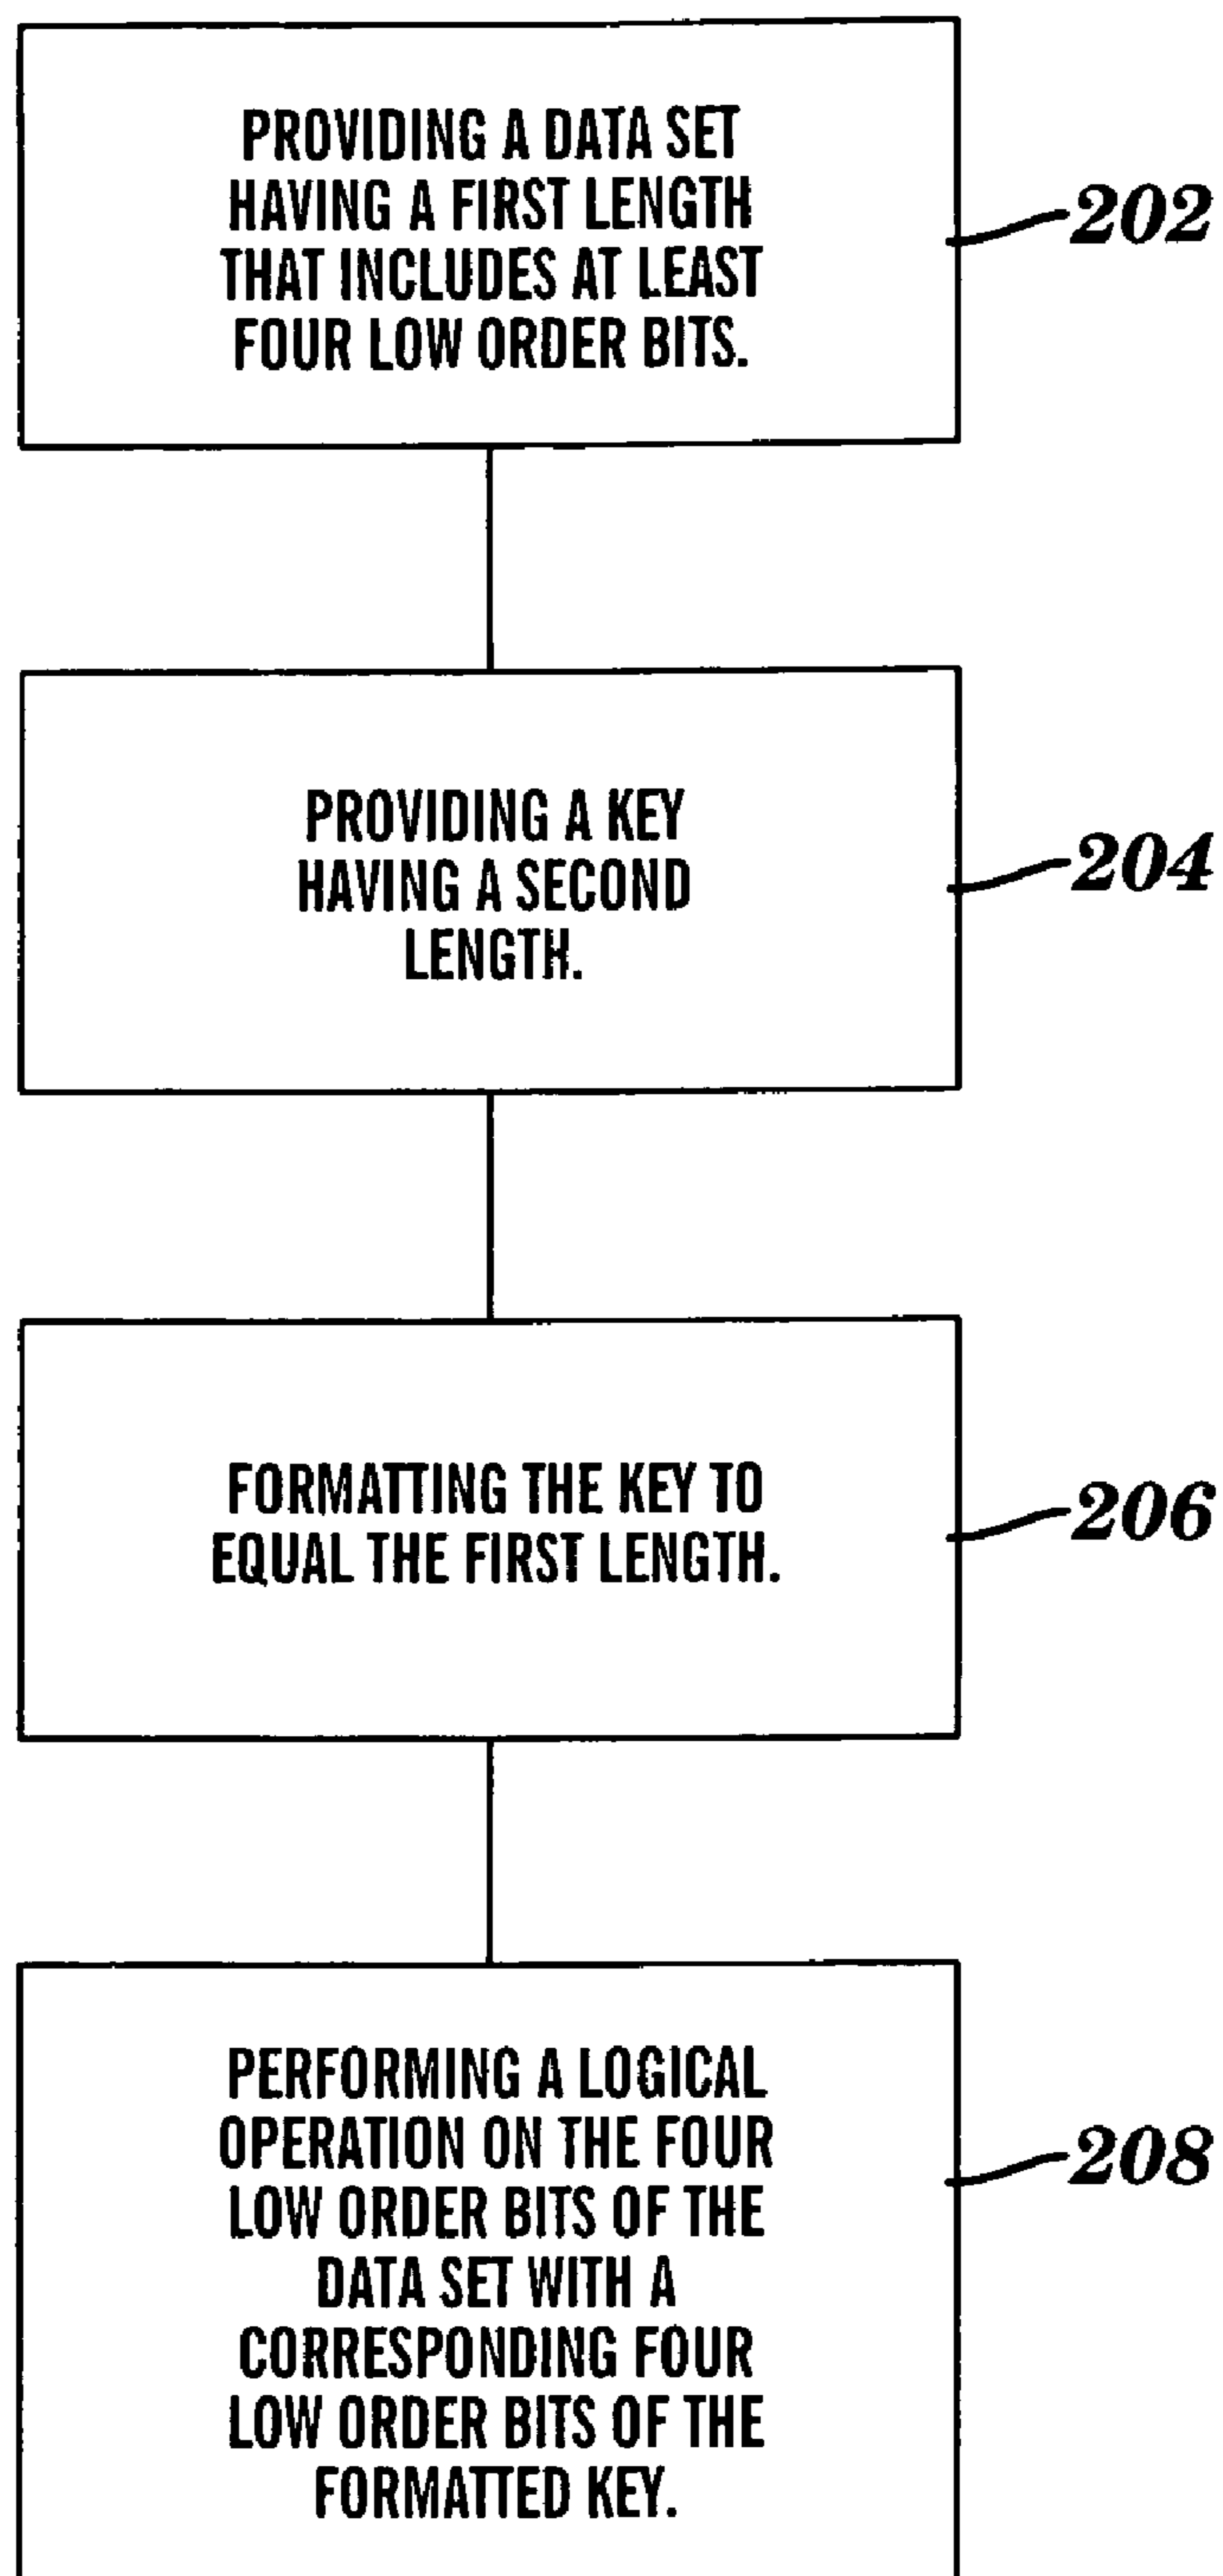 PROVIDING A DATA SET
HAVING A FIRST LENGTH
THAT INCLUDES AT LEAST
FOUR LOW ORDER BITS.
202
PROVIDING A KEY
HAVING A SECOND
LENGTH.
204
FORMATTING THE KEY TO
EQUAL THE FIRST LENGTH.
206
PERFORMING A LOGICAL
OPERATION ON THE FOUR
LOW ORDER BITS OF THE
DATA SET WITH A
CORRESPONDING FOUR
LOW ORDER BITS OF THE
FORMATTED KEY.
208